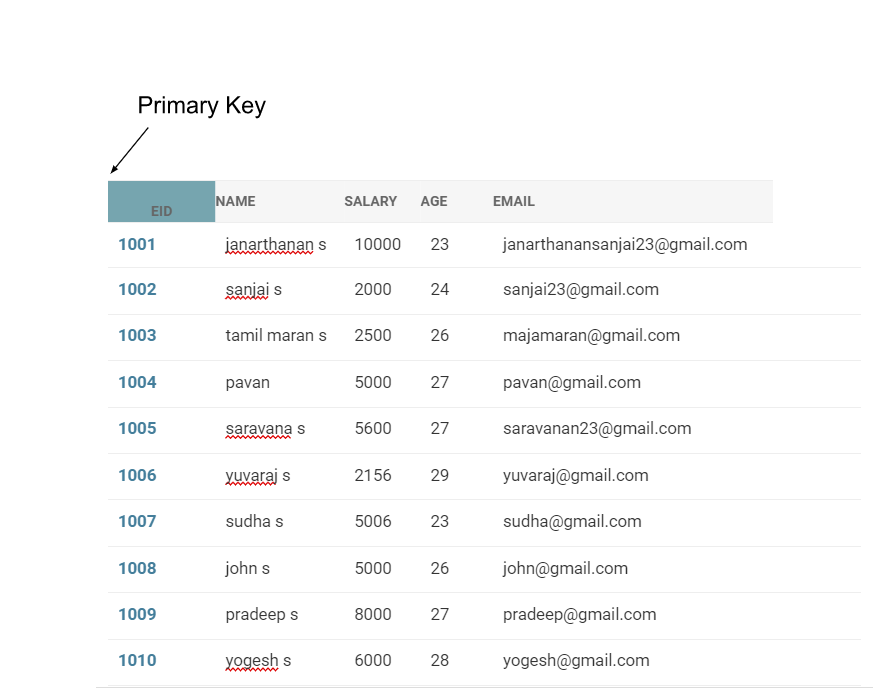 Primary Key
EID NAME SALARY AGE EMAIL
1001 janarthanan s 10000 23 janarthanansanjai23@gmail.com
1002 sanjai s 2000 24 sanjai23@gmail.com
1003 tamil maran s 2500 26 majamaran@gmail.com
1004 pavan 5000 27 pavan@gmail.com
1005 saravana s 5600 27 saravanan23@gmail.com
1006 yuvaraj s 2156 29 yuvaraj@gmail.com
1007 sudha s 5006 23 sudha@gmail.com
1008 john s 5000 26 john@gmail.com
1009 pradeep s 8000 27 pradeep@gmail.com
1010 yogesh s 6000 28 yogesh@gmail.com